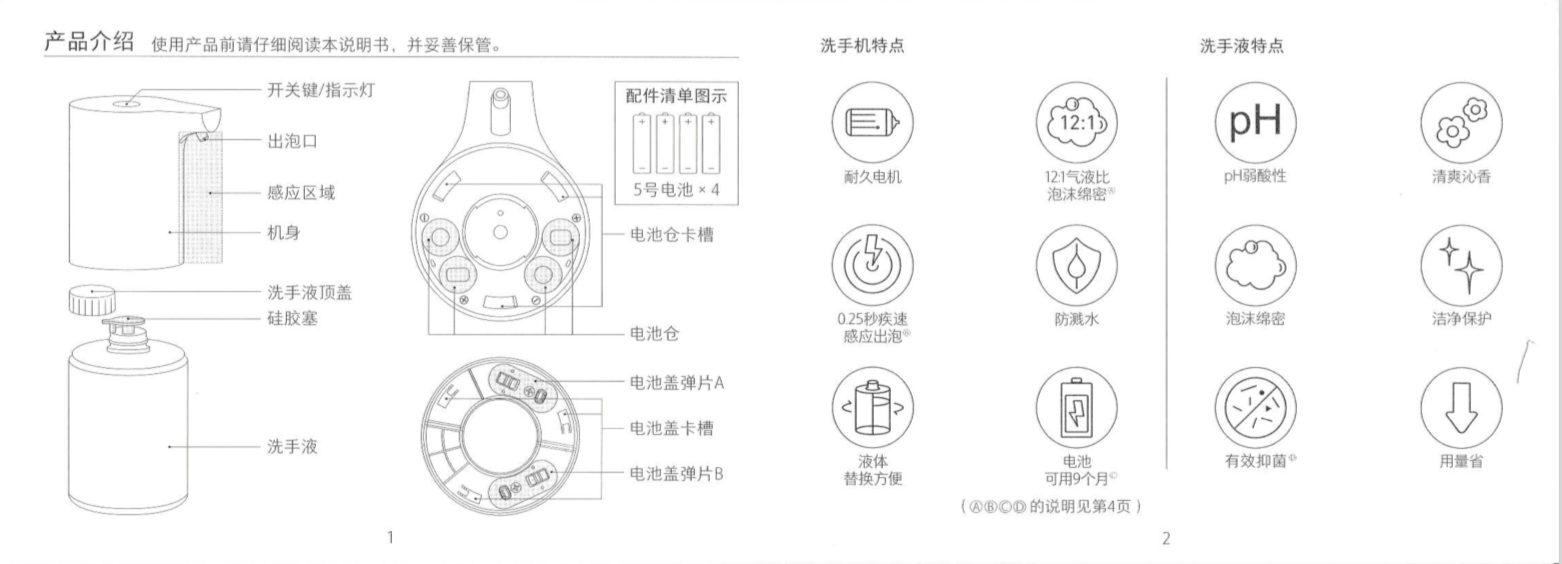 产品介绍 使用产品前请仔细阅读本说明书，并妥善保管。
开关键/指示灯
出泡口
感应区域
机身
洗手液顶盖
硅胶塞
洗手液
配件清单图示
5号电池 × 4
电池仓卡槽
电池仓
电池盖弹片A
电池盖卡槽
电池盖弹片B
1
洗手机特点
耐久电机
12:1
12:1气液比
泡沫绵密Ⓐ
0.25秒疾速
感应出泡Ⓑ
防溅水
液体
替换方便
电池
可用9个月Ⓒ
洗手液特点
pH
pH弱酸性
清爽沁香
泡沫绵密
洁净保护
有效抑菌Ⓓ
用量省
（ⒶⒷⒸⒹ的说明见第4页）
2